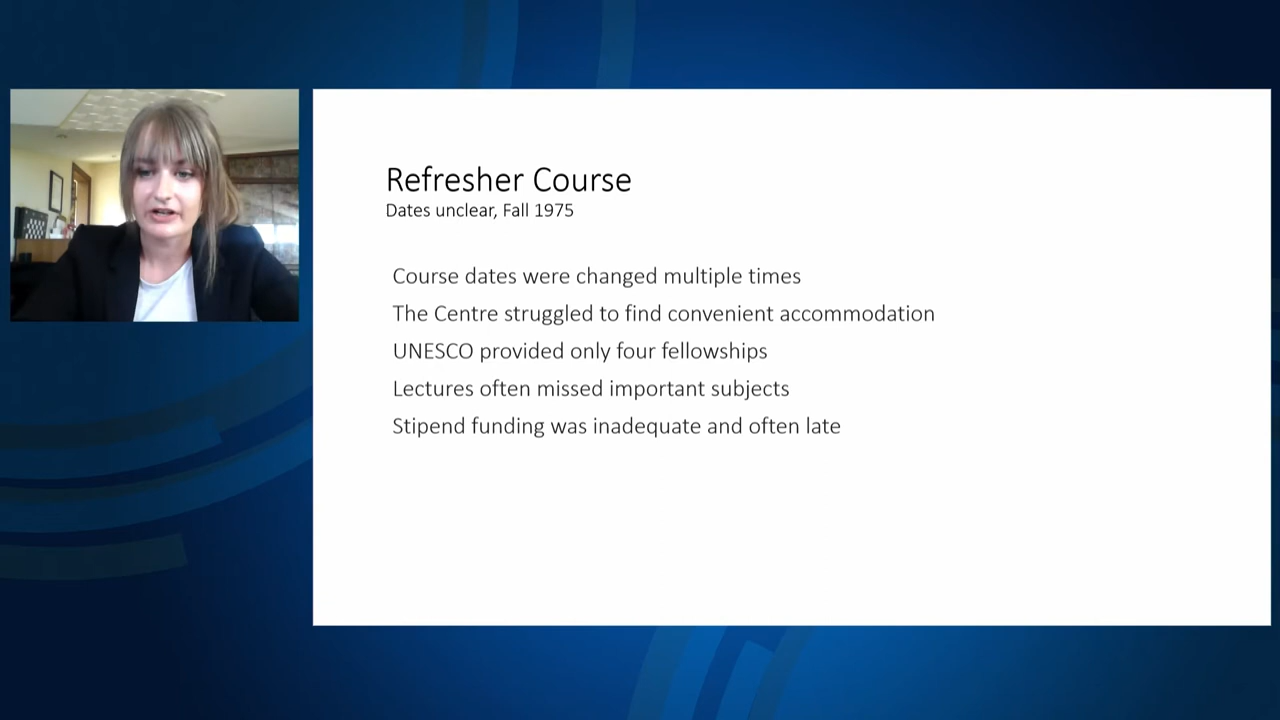 Refresher Course
Dates unclear, Fall 1975
Course dates were changed multiple times
The Centre struggled to find convenient accommodation
UNESCO provided only four fellowships
Lectures often missed important subjects
Stipend funding was inadequate and often late